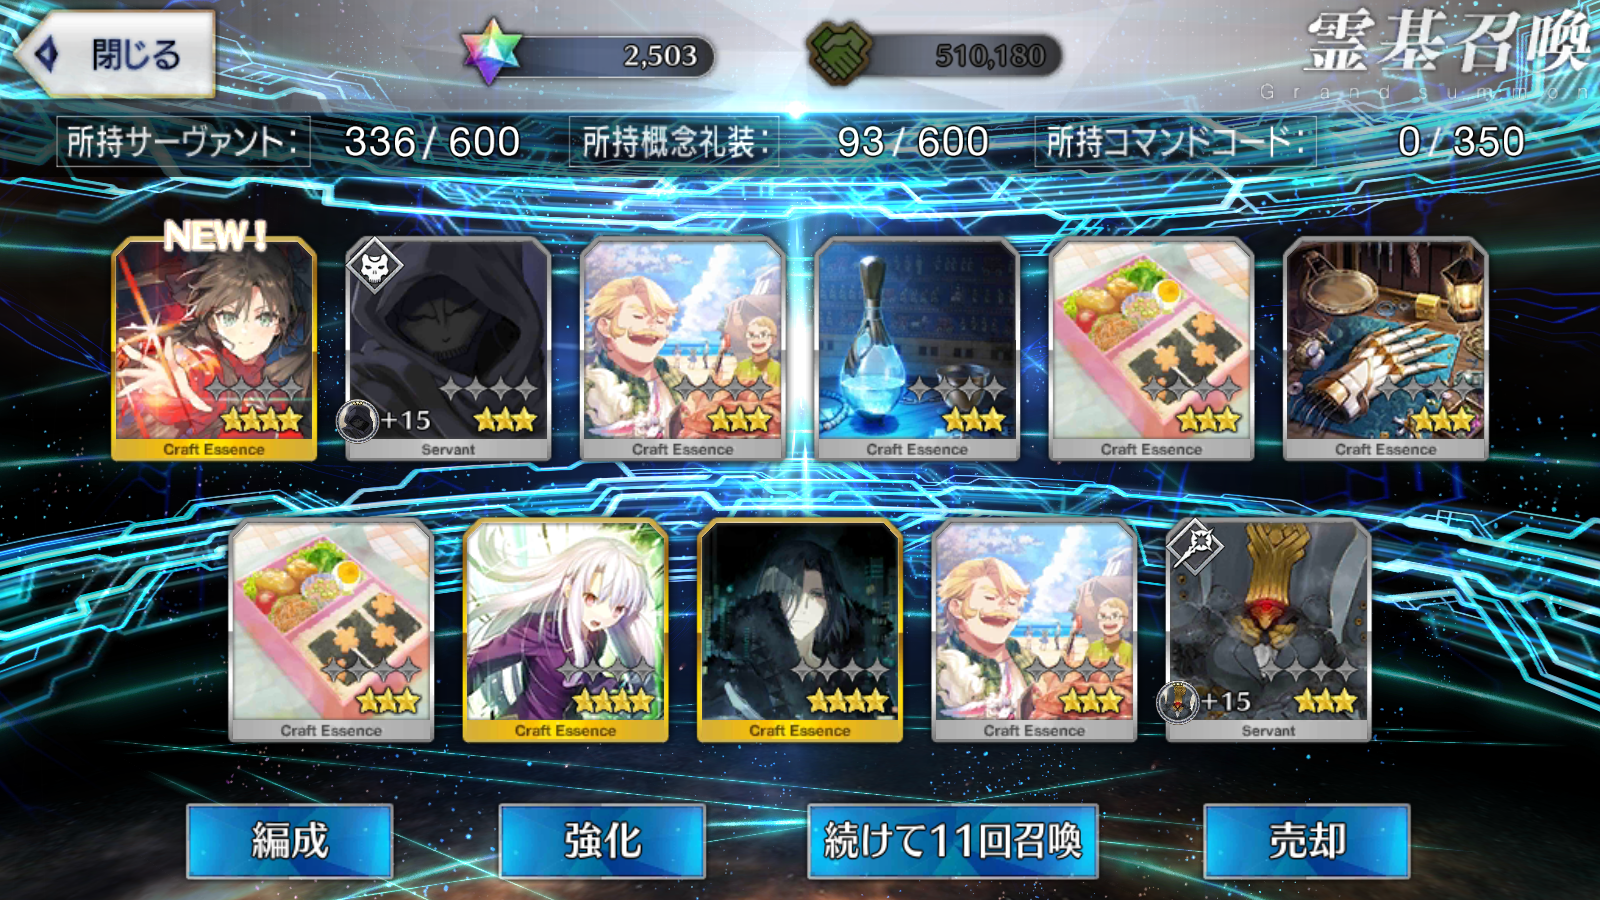 閉じる
2,503
510,180
霊基召喚
Grand summon
所持サーヴァント: 336/600
所持概念礼装: 93/600
所持コマンドコード: 0/350
NEW!
+15
Craft Essence
Servant
Craft Essence
Craft Essence
Craft Essence
Craft Essence
+15
Craft Essence
Craft Essence
Craft Essence
Craft Essence
Servant
編成
強化
続けて11回召喚
売却